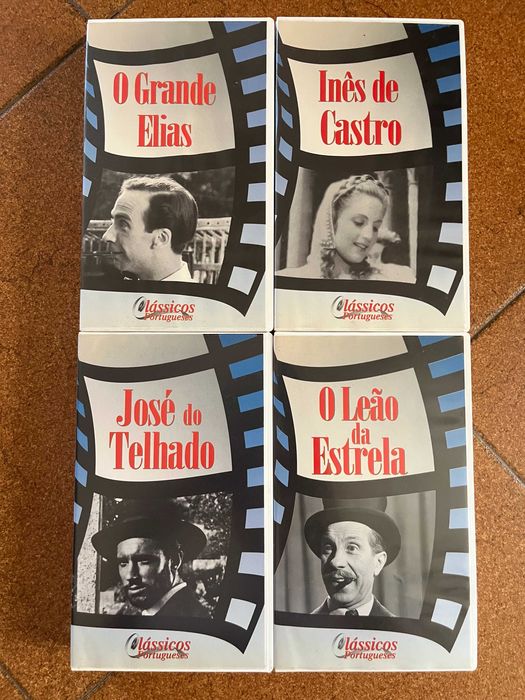 O Grande
Elias
Clássicos
Portugueses
Inês de
Castro
Clássicos
Portugueses
José do
Telhado
Clássicos
Portugueses
O Leão
da
Estrela
Clássicos
Portugueses